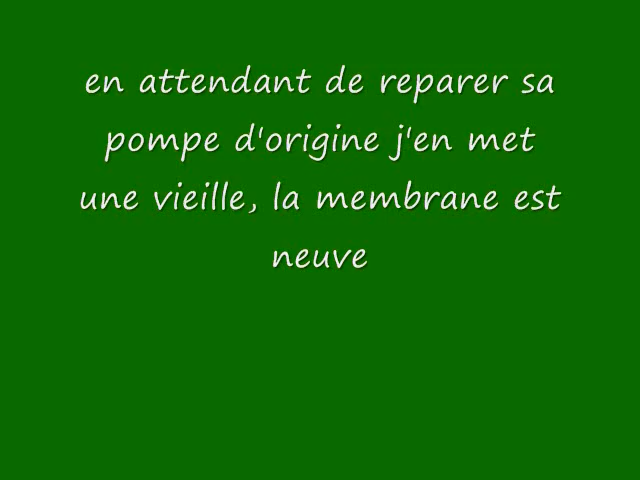 en attendant de reparer sa
pompe d'origine j'en met
une vieille, la membrane est
neuve